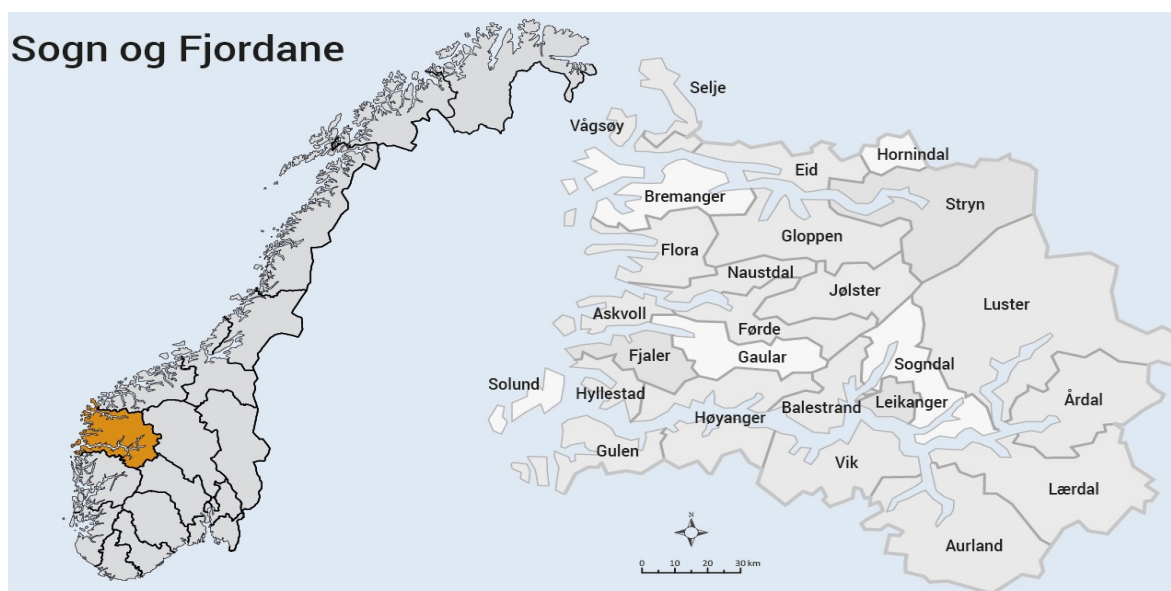 Sogn og Fjordane
Selje
Vågsøy
Hornindal
Eid
Bremanger
Stryn
Gloppen
Flora
Naustdal
Jølster
Luster
Askvoll
Førde
Fjaler
Gaular
Sogndal
Solund
Hyllestad
Årdal
Balestrand
Leikanger
Høyanger
Gulen
Vik
Lærdal
Aurland
N
0 10 20 30 km